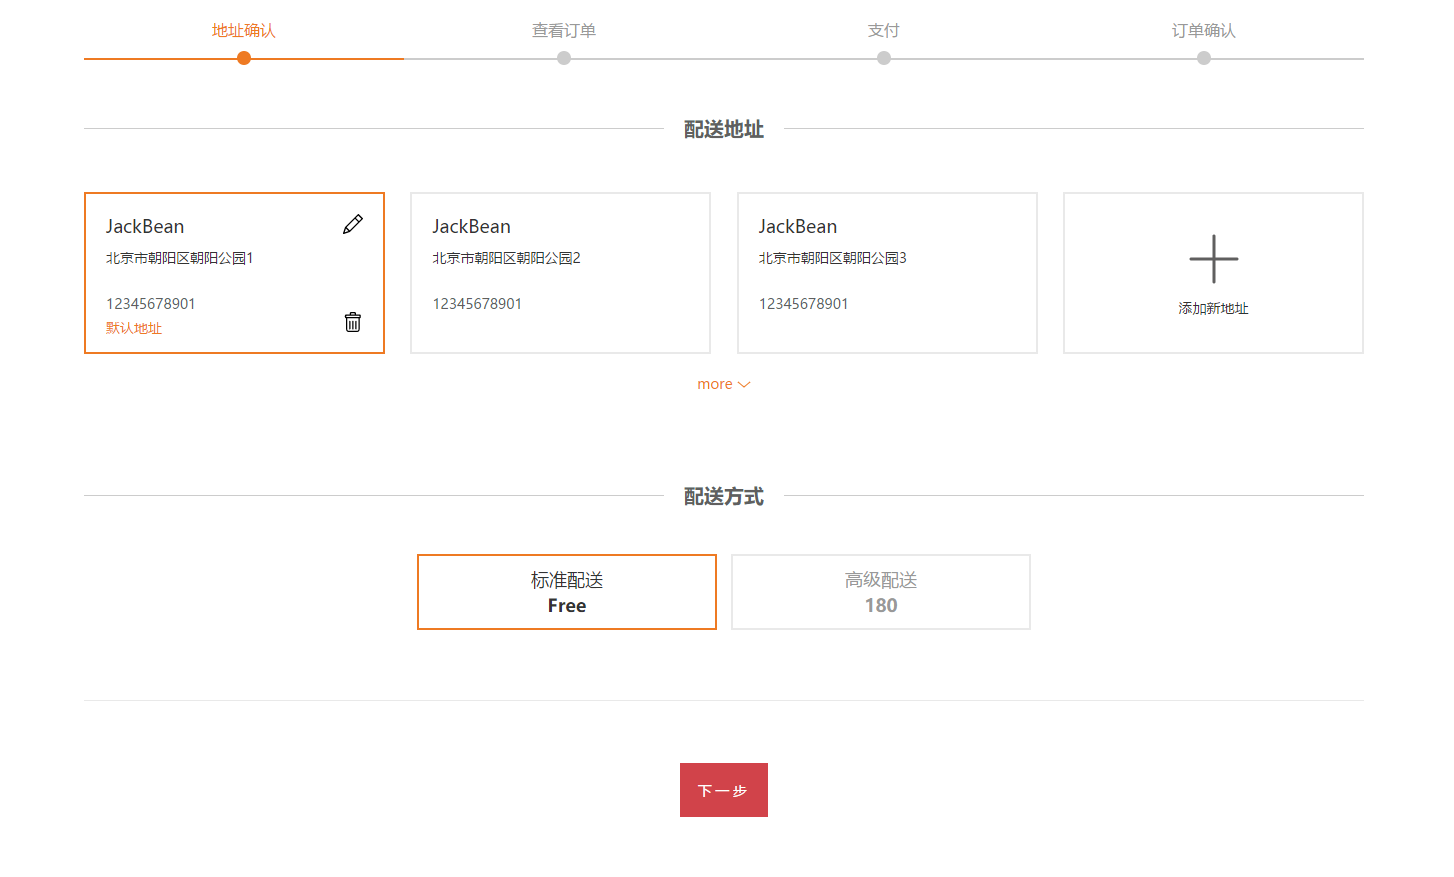 地址确认
查看订单
支付
订单确认
配送地址
JackBean
北京市朝阳区朝阳公园1
12345678901
默认地址
JackBean
北京市朝阳区朝阳公园2
12345678901
JackBean
北京市朝阳区朝阳公园3
12345678901
添加新地址
more
配送方式
标准配送
Free
高级配送
180
下一步